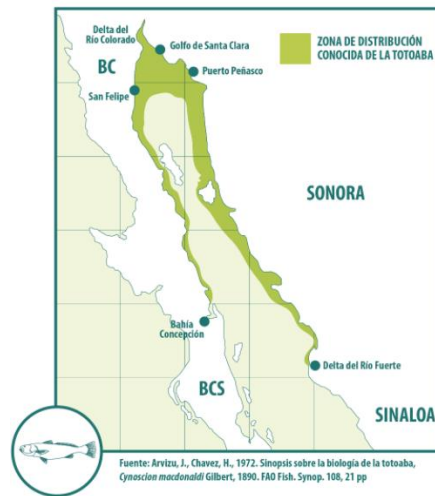 Delta del
Río Colorado
Golfo de Santa Clara
BC
Puerto Peñasco
San Felipe
ZONA DE DISTRIBUCIÓN
CONOCIDA DE LA TOTOABA
SONORA
Bahía
Concepción
Delta del Río Fuerte
BCS
SINALOA
Fuente: Arvizu, J., Chavez, H., 1972. Sinopsis sobre la biología de la totoaba,
Cynoscion macdonaldi Gilbert, 1890. FAO Fish. Synop. 108, 21 pp